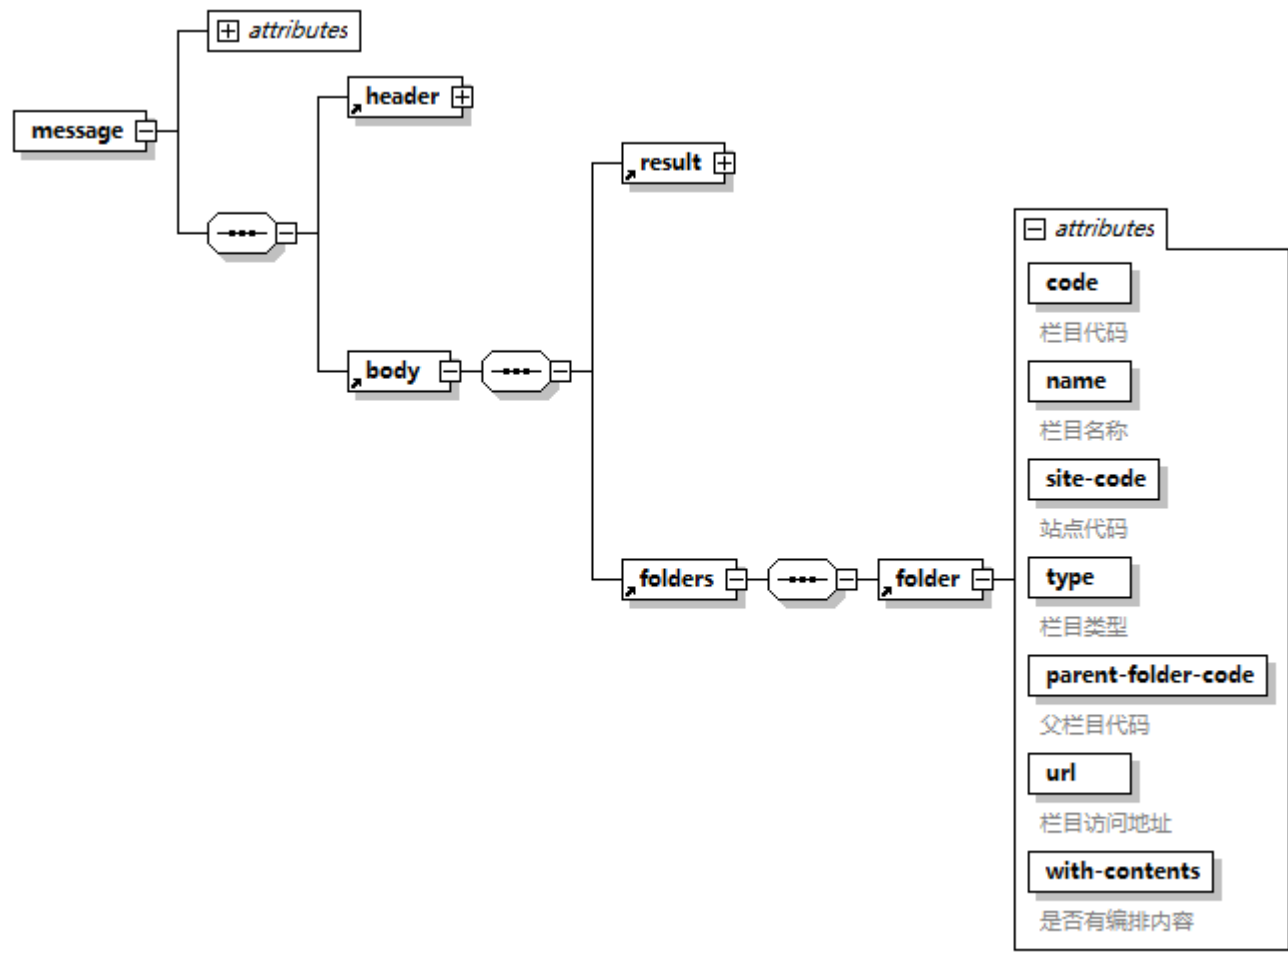 attributes
header
message
result
attributes
code
栏目代码
body
name
栏目名称
site-code
站点代码
folders
folder
type
栏目类型
parent-folder-code
父栏目代码
url
栏目访问地址
with-contents
是否有编排内容